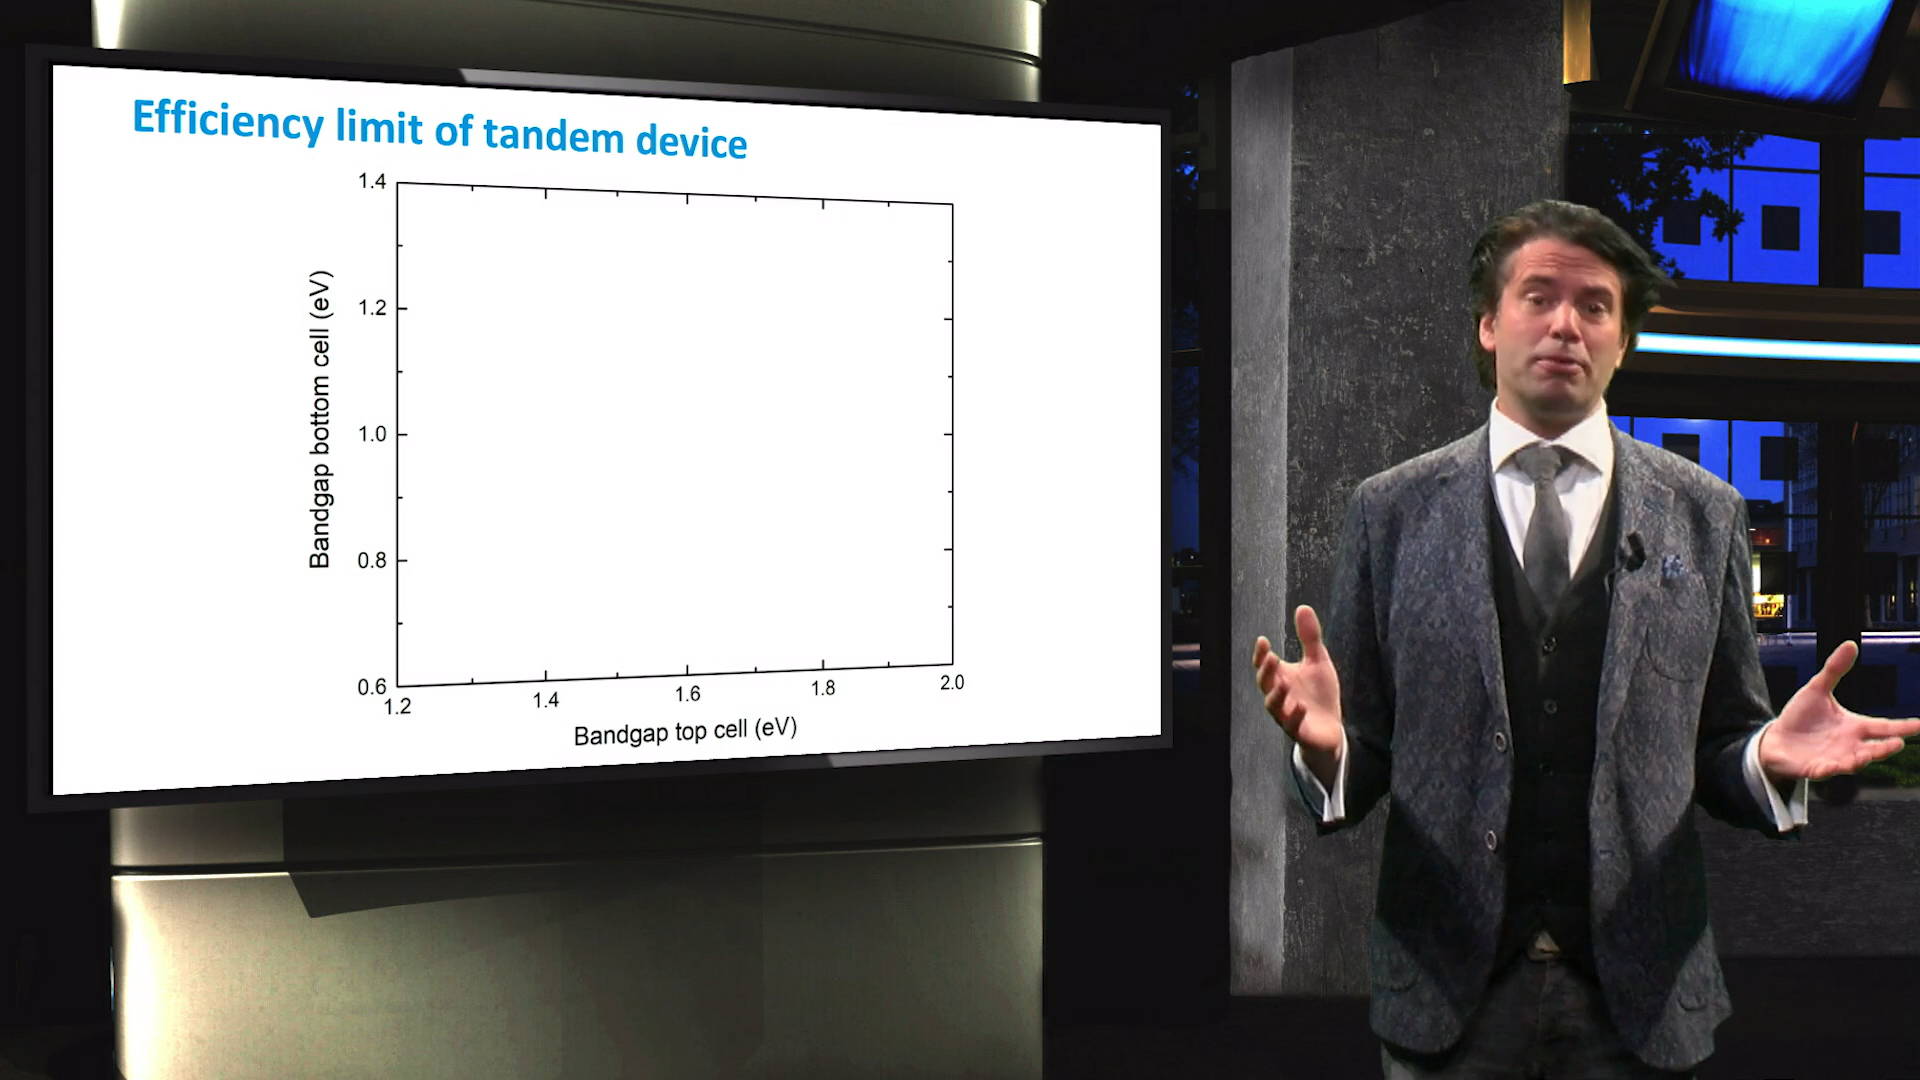 Efficiency limit of tandem device
1.4
1.2
1.0
0.8
0.6
Bandgap bottom cell (eV)
1.2 1.4 1.6 1.8 2.0
Bandgap top cell (eV)